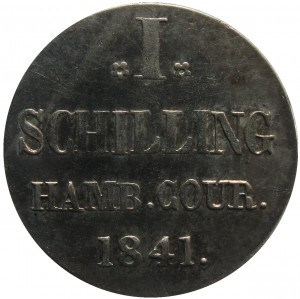 I
SCHILLING
HAMB. COUR.
1841.